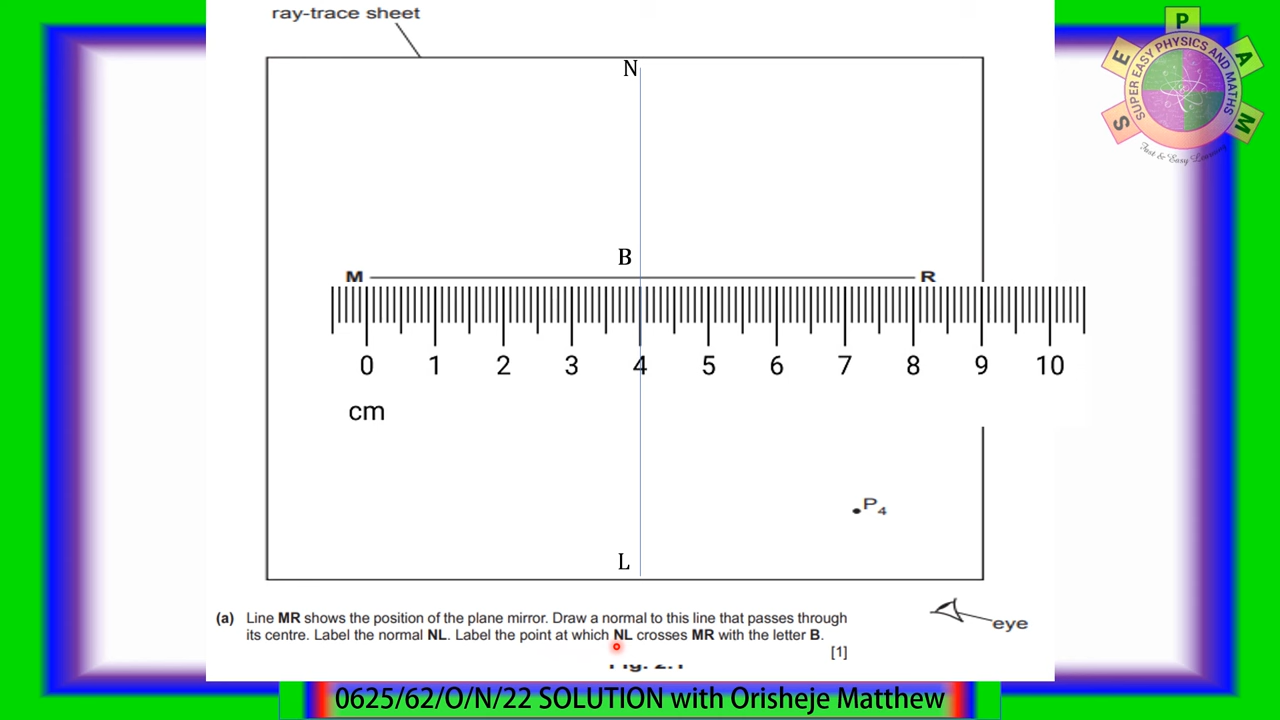 ray-trace sheet
N
B
M
R
0 1 2 3 4 5 6 7 8 9 10
cm
P4
L
(a) Line MR shows the position of the plane mirror. Draw a normal to this line that passes through
its centre. Label the normal NL. Label the point at which NL crosses MR with the letter B.
[1]
eye
0625/62/O/N/22 SOLUTION with Orisheje Matthew
S E P A M
SUPER EASY PHYSICS AND MATHS
Fast & Easy Learning